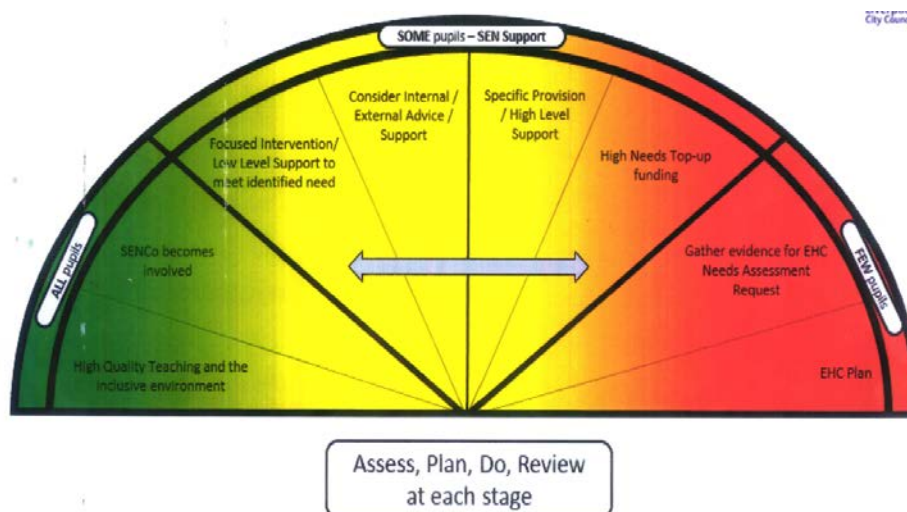 City Counc
SOME pupils – SEN Support
Consider Internal /
External Advice /
Support
Specific Provision
/ High Level
Support
Focused Intervention/
Low Level Support to
meet identified need
High Needs Top-up
funding
SENCo becomes
involved
Gather evidence for EHC
Needs Assessment
Request
ALL pupils
FEW pupils
High Quality Teaching and the
inclusive environment
EHC Plan
Assess, Plan, Do, Review
at each stage